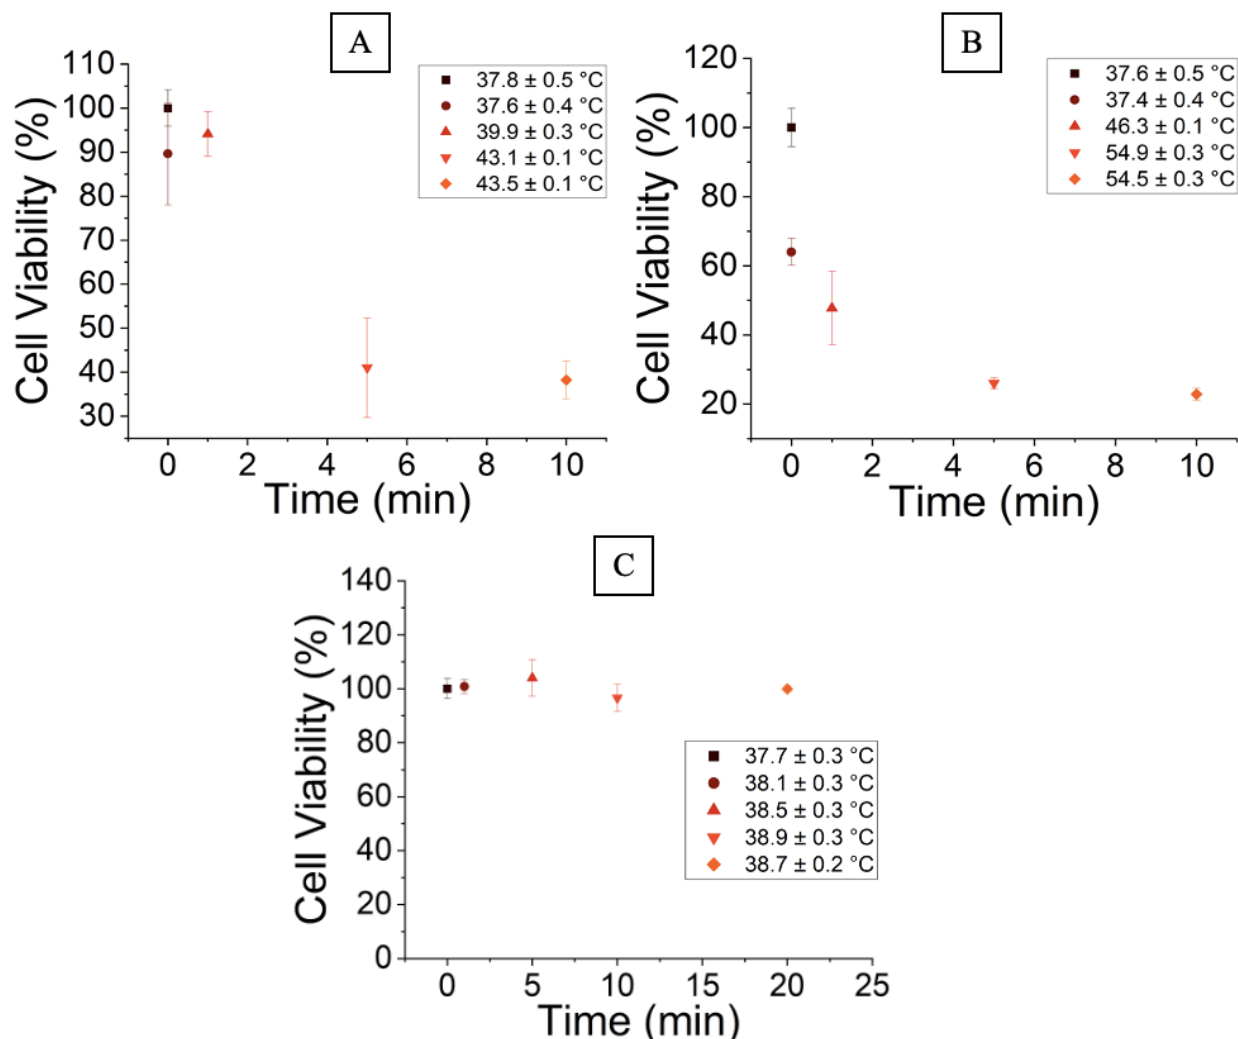 A
110
100
90
80
70
60
50
40
30
Cell Viability (%)
0 2 4 6 8 10
Time (min)
37.8 ± 0.5 °C
37.6 ± 0.4 °C
39.9 ± 0.3 °C
43.1 ± 0.1 °C
43.5 ± 0.1 °C
B
120
100
80
60
40
20
Cell Viability (%)
0 2 4 6 8 10
Time (min)
37.6 ± 0.5 °C
37.4 ± 0.4 °C
46.3 ± 0.1 °C
54.9 ± 0.3 °C
54.5 ± 0.3 °C
C
140
120
100
80
60
40
20
0
Cell Viability (%)
0 5 10 15 20 25
Time (min)
37.7 ± 0.3 °C
38.1 ± 0.3 °C
38.5 ± 0.3 °C
38.9 ± 0.3 °C
38.7 ± 0.2 °C